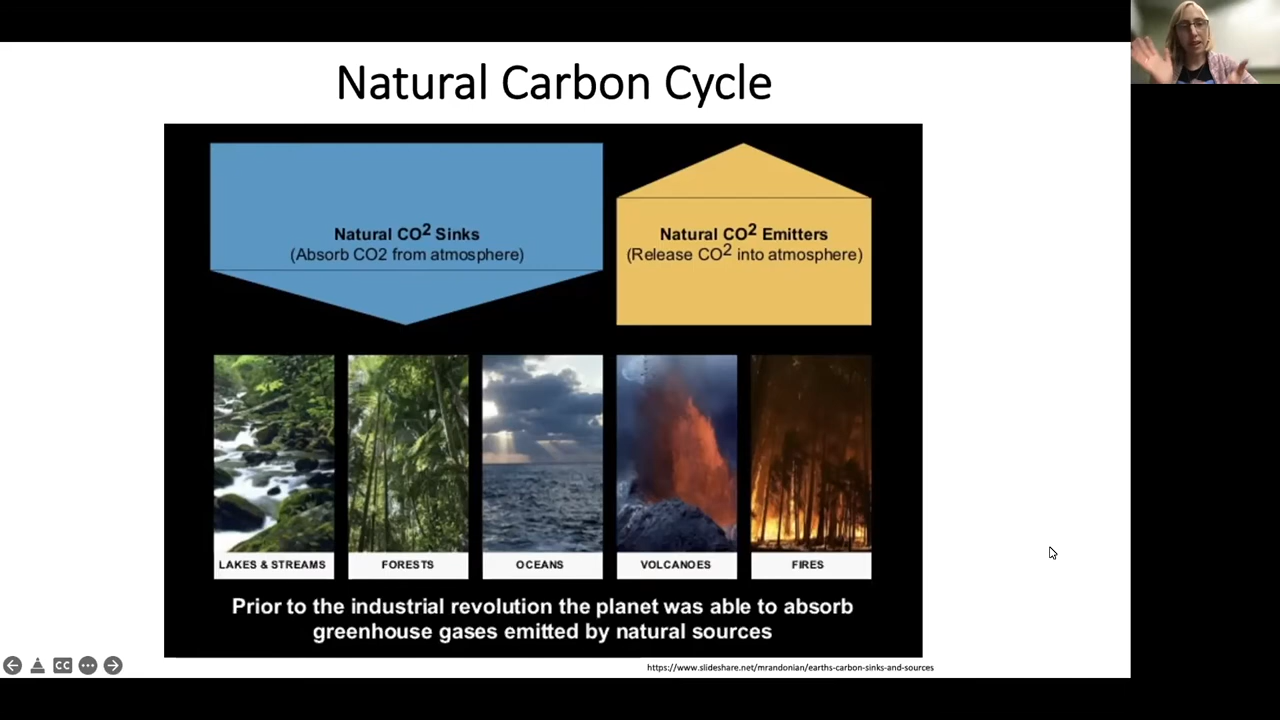 Natural Carbon Cycle
Natural CO2 Sinks
(Absorb CO2 from atmosphere)
Natural CO2 Emitters
(Release CO2 into atmosphere)
LAKES & STREAMS
FORESTS
OCEANS
VOLCANOES
FIRES
Prior to the industrial revolution the planet was able to absorb
greenhouse gases emitted by natural sources
https://www.slideshare.net/mrandonian/earths-carbon-sinks-and-sources
CC